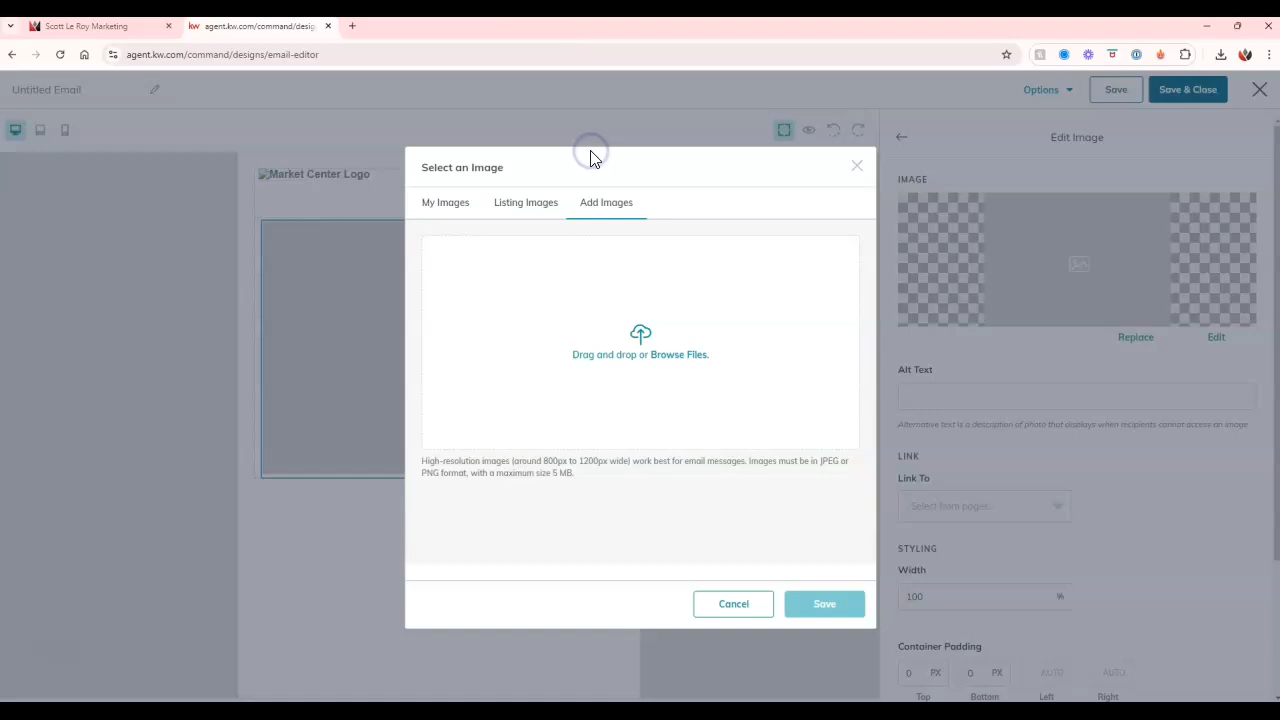 Scott Le Roy Marketing
kw agent.kw.com/command/desig
agent.kw.com/command/designs/email-editor
Untitled Email
Options
Save
Save & Close
Edit Image
Market Center Logo
Select an Image
My Images
Listing Images
Add Images
Drag and drop or Browse Files.
High-resolution images (around 800px to 1200px wide) work best for email messages. Images must be in JPEG or
PNG format, with a maximum size 5 MB.
Cancel
Save
IMAGE
Replace
Edit
Alt Text
Alternative text is a description of photo that displays when recipients cannot access an image
LINK
Link To
Select from pages...
STYLING
Width
100 %
Container Padding
0 PX 0 PX AUTO AUTO
Top Bottom Left Right